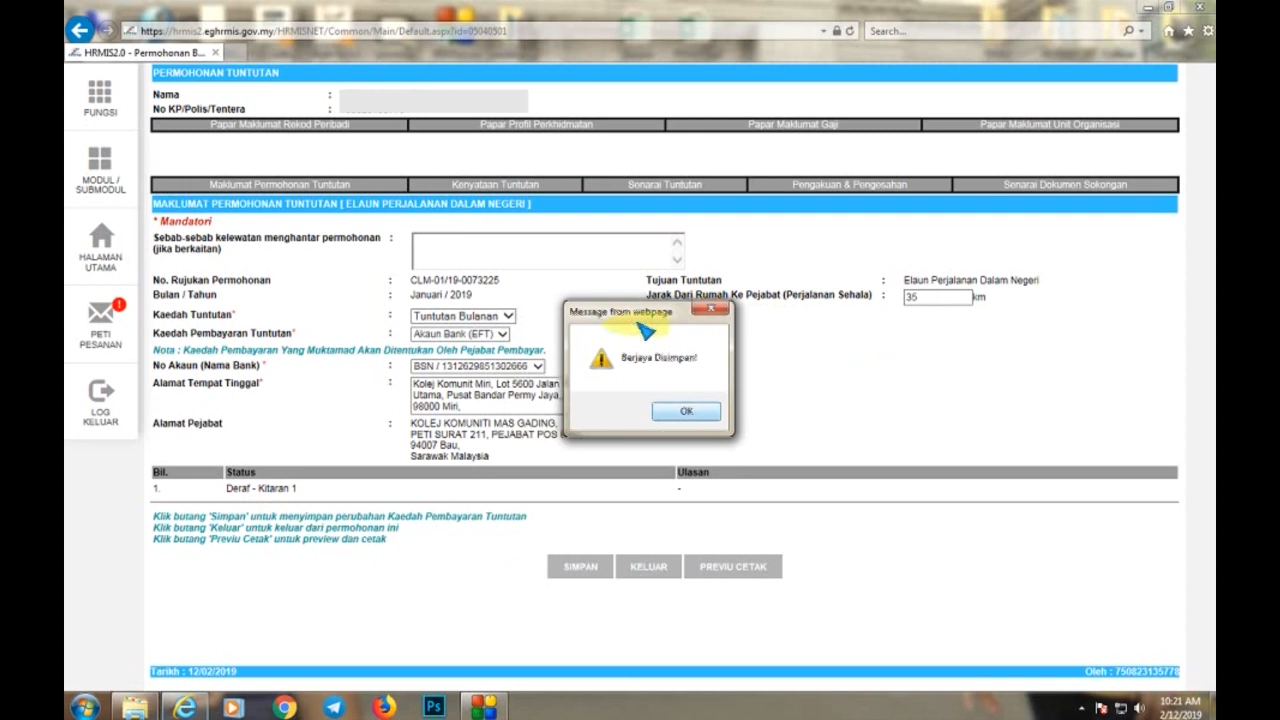 https://hrmis2.eghrmis.gov.my/HRMISNET/Common/Main/Default.aspx?id=05040501
Search...
HRMIS2.0 - Permohonan B...
FUNGSI
MODUL / SUBMODUL
HALAMAN UTAMA
PETI PESANAN
!
LOG KELUAR
PERMOHONAN TUNTUTAN
Nama :
No KP/Polis/Tentera :
Papar Maklumat Rekod Peribadi Papar Profil Perkhidmatan Papar Maklumat Gaji Papar Maklumat Unit Organisasi
Maklumat Permohonan Tuntutan Kenyataan Tuntutan Senarai Tuntutan Pengakuan & Pengesahan Senarai Dokumen Sokongan
MAKLUMAT PERMOHONAN TUNTUTAN [ ELAUN PERJALANAN DALAM NEGERI ]
* Mandatori
Sebab-sebab kelewatan menghantar permohonan :
(jika berkaitan)
No. Rujukan Permohonan : CLM-01/19-0073225 Tujuan Tuntutan : Elaun Perjalanan Dalam Negeri
Bulan / Tahun : Januari / 2019 Jarak Dari Rumah Ke Pejabat (Perjalanan Sehala) : 35 km
Kaedah Tuntutan* : Tuntutan Bulanan
Kaedah Pembayaran Tuntutan* : Akaun Bank (EFT)
Nota : Kaedah Pembayaran Yang Muktamad Akan Ditentukan Oleh Pejabat Pembayar.
No Akaun (Nama Bank) * : BSN / 1312629851302666
Alamat Tempat Tinggal* : Kolej Komunit Miri, Lot 5600 Jalan
Utama, Pusat Bandar Permy Jaya,
98000 Miri,
Alamat Pejabat : KOLEJ KOMUNITI MAS GADING,
PETI SURAT 211, PEJABAT POS
94007 Bau,
Sarawak Malaysia
Message from webpage
Berjaya Disimpan!
OK
Bil. Status Ulasan
1. Deraf - Kitaran 1 -
Klik butang 'Simpan' untuk menyimpan perubahan Kaedah Pembayaran Tuntutan
Klik butang 'Keluar' untuk keluar dari permohonan ini
Klik butang 'Previu Cetak' untuk preview dan cetak
SIMPAN KELUAR PREVIU CETAK
Tarikh : 12/02/2019 Oleh : 750823135778
Ps
10:21 AM
2/12/2019